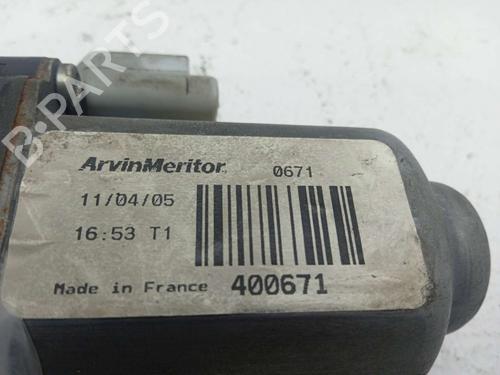 B-PARTS
ArvinMeritor. 0671
11/04/05
16:53 T1
Made in France 400671